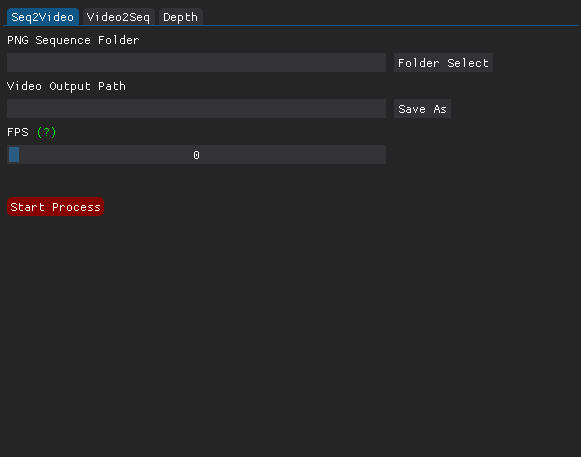 Seq2Video Video2Seq Depth
PNG Sequence Folder
Folder Select
Video Output Path
Save As
FPS (?)
0
Start Process